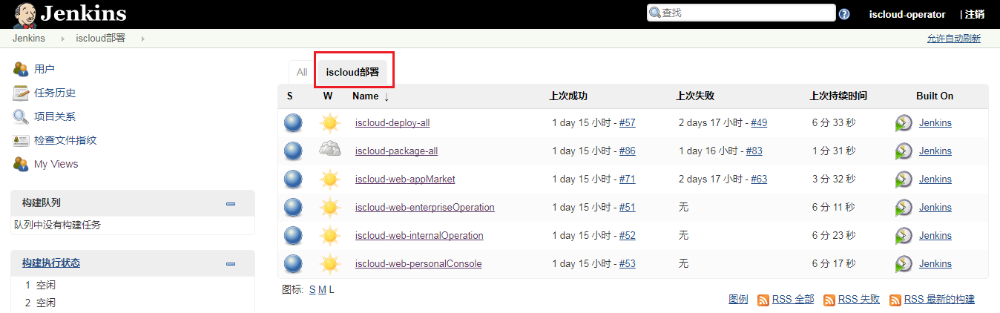 Jenkins
查找
iscloud-operator | 注销
Jenkins iscloud部署
允许自动刷新
用户
任务历史
项目关系
检查文件指纹
My Views
构建队列
队列中没有构建任务
构建执行状态
1 空闲
2 空闲
All iscloud部署
S W Name ↓ 上次成功 上次失败 上次持续时间 Built On
iscloud-deploy-all 1 day 15 小时 - #57 2 days 17 小时 - #49 6 分 33 秒 Jenkins
iscloud-package-all 1 day 15 小时 - #86 1 day 16 小时 - #83 1 分 31 秒 Jenkins
iscloud-web-appMarket 1 day 15 小时 - #71 2 days 17 小时 - #63 3 分 32 秒 Jenkins
iscloud-web-enterpriseOperation 1 day 15 小时 - #51 无 6 分 11 秒 Jenkins
iscloud-web-internalOperation 1 day 15 小时 - #52 无 6 分 23 秒 Jenkins
iscloud-web-personalConsole 1 day 15 小时 - #53 无 6 分 17 秒 Jenkins
图标: S M L
图例 RSS 全部 RSS 失败 RSS 最新的构建